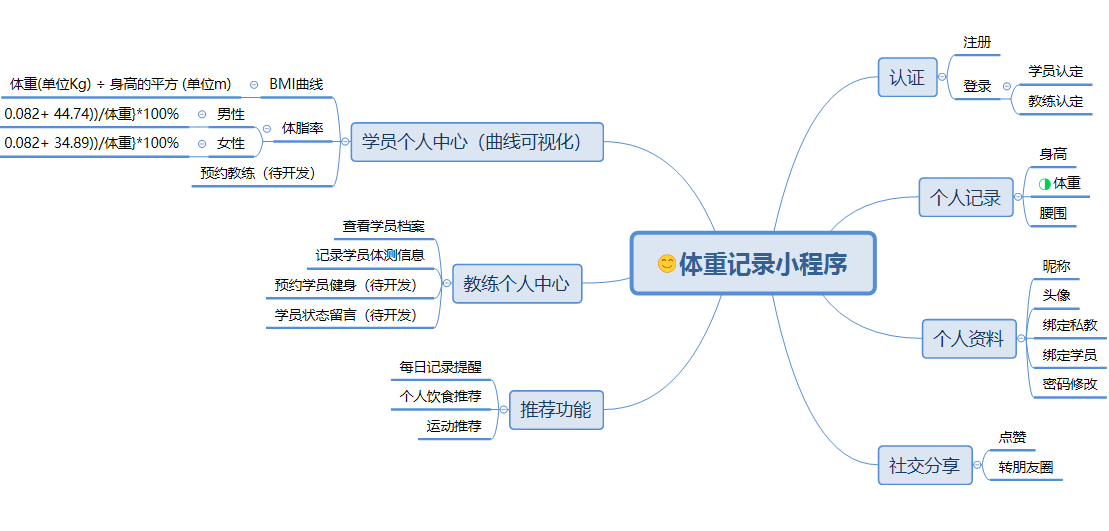 体重记录小程序
认证
注册
登录
学员认定
教练认定
个人记录
身高
体重
腰围
个人资料
昵称
头像
绑定私教
绑定学员
密码修改
社交分享
点赞
转朋友圈
学员个人中心（曲线可视化）
BMI曲线
体重(单位Kg) ÷ 身高的平方 (单位m)
体脂率
男性
0.082+ 44.74))/体重}*100%
女性
0.082+ 34.89))/体重}*100%
预约教练（待开发）
教练个人中心
查看学员档案
记录学员体测信息
预约学员健身（待开发）
学员状态留言（待开发）
推荐功能
每日记录提醒
个人饮食推荐
运动推荐